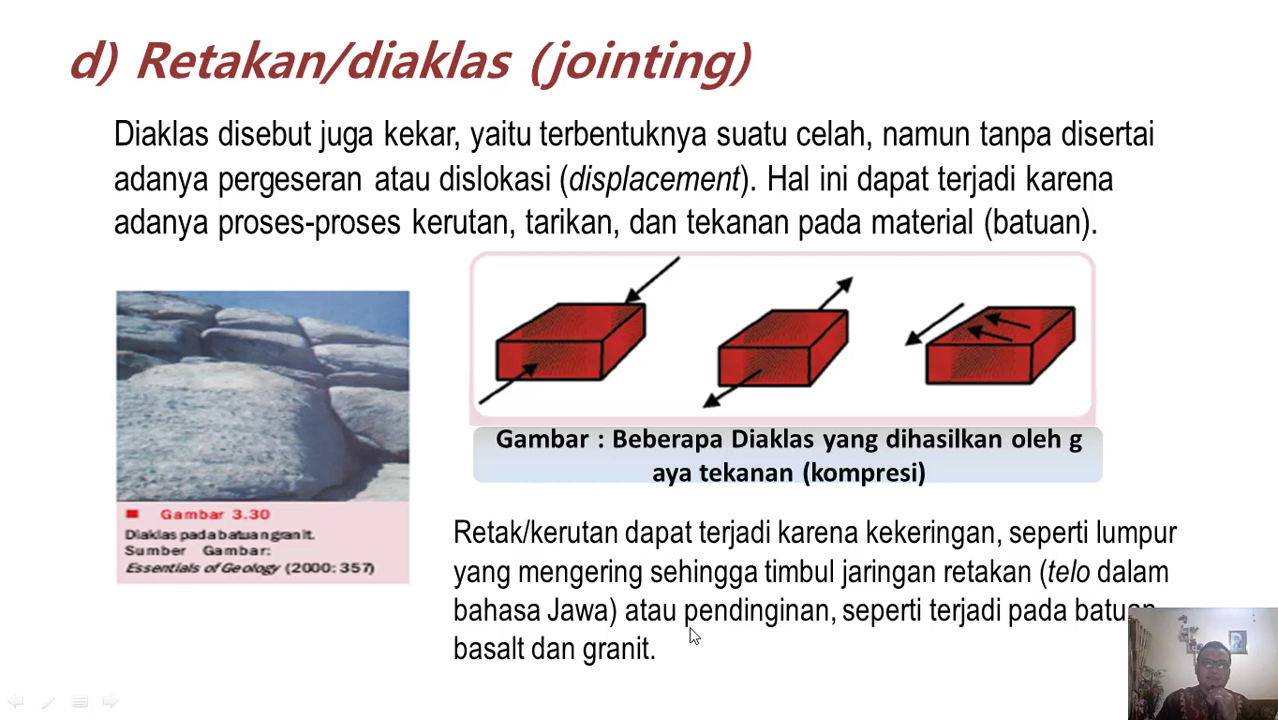 d) Retakan/diaklas (jointing)
Diaklas disebut juga kekar, yaitu terbentuknya suatu celah, namun tanpa disertai
adanya pergeseran atau dislokasi (displacement). Hal ini dapat terjadi karena
adanya proses-proses kerutan, tarikan, dan tekanan pada material (batuan).
Gambar : Beberapa Diaklas yang dihasilkan oleh g
aya tekanan (kompresi)
Gambar 3.30
Diaklas pada batuan granit.
Sumber Gambar:
Essentials of Geology (2000: 357)
Retak/kerutan dapat terjadi karena kekeringan, seperti lumpur
yang mengering sehingga timbul jaringan retakan (telo dalam
bahasa Jawa) atau pendinginan, seperti terjadi pada batuan
basalt dan granit.